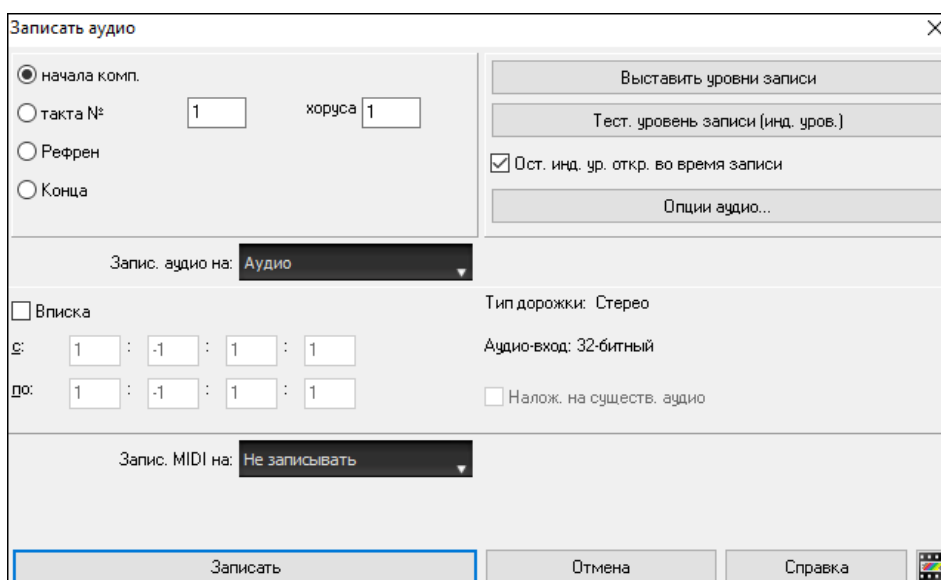 Записать аудио
начала комп.
такта № 1 хоруса 1
Рефрен
Конца
Выставить уровни записи
Тест. уровень записи (инд. уров.)
Ост. инд. ур. откр. во время записи
Опции аудио...
Запис. аудио на: Аудио
Вписка
с: 1 : -1 : 1 : 1
по: 1 : -1 : 1 : 1
Тип дорожки: Стерео
Аудио-вход: 32-битный
Налож. на существ. аудио
Запис. MIDI на: Не записывать
Записать Отмена Справка